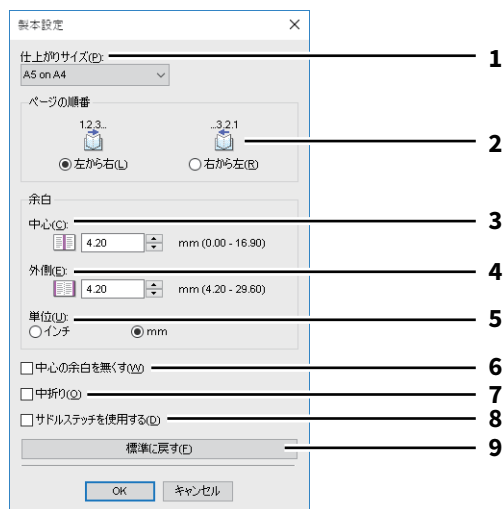 製本設定
仕上がりサイズ(P):
1
A5 on A4
ページの順番
1.2.3... ...3.2.1
2
左から右(L) 右から左(R)
余白
3
中心(C):
4.20 mm (0.00 - 16.90)
4
外側(E):
4.20 mm (4.20 - 29.60)
5
単位(U):
インチ mm
中心の余白を無くす(W) 6
中折り(O) 7
サドルステッチを使用する(D) 8
標準に戻す(F) 9
OK キャンセル